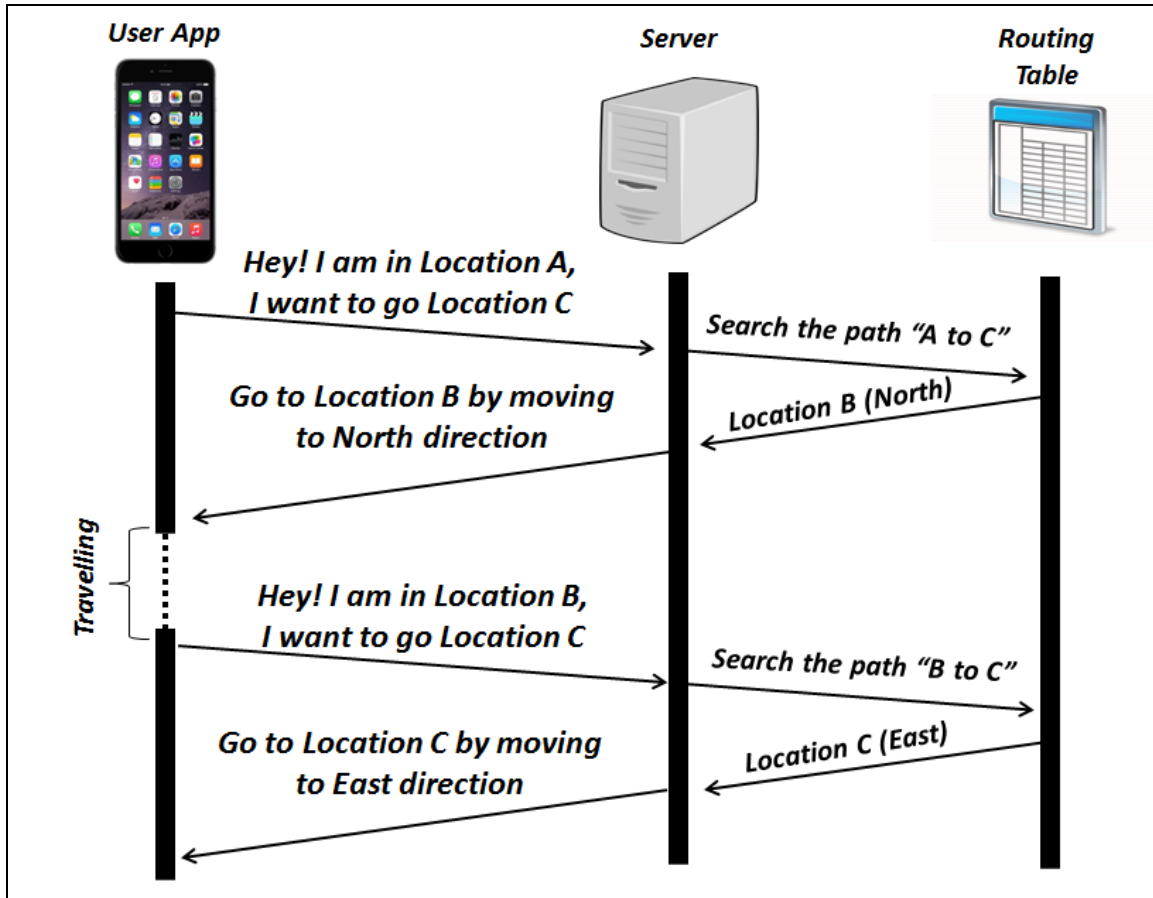 User App
Server
Routing
Table
Hey! I am in Location A,
I want to go Location C
Search the path “A to C”
Location B (North)
Go to Location B by moving
to North direction
Travelling
Hey! I am in Location B,
I want to go Location C
Search the path “B to C”
Location C (East)
Go to Location C by moving
to East direction